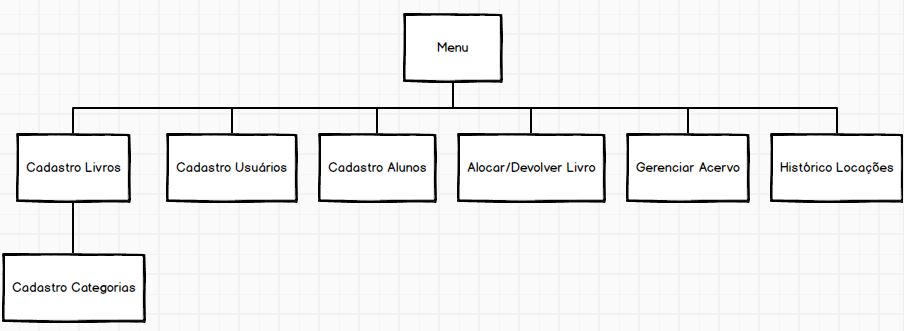 Menu
Cadastro Livros
Cadastro Usuários
Cadastro Alunos
Alocar/Devolver Livro
Gerenciar Acervo
Histórico Locações
Cadastro Categorias